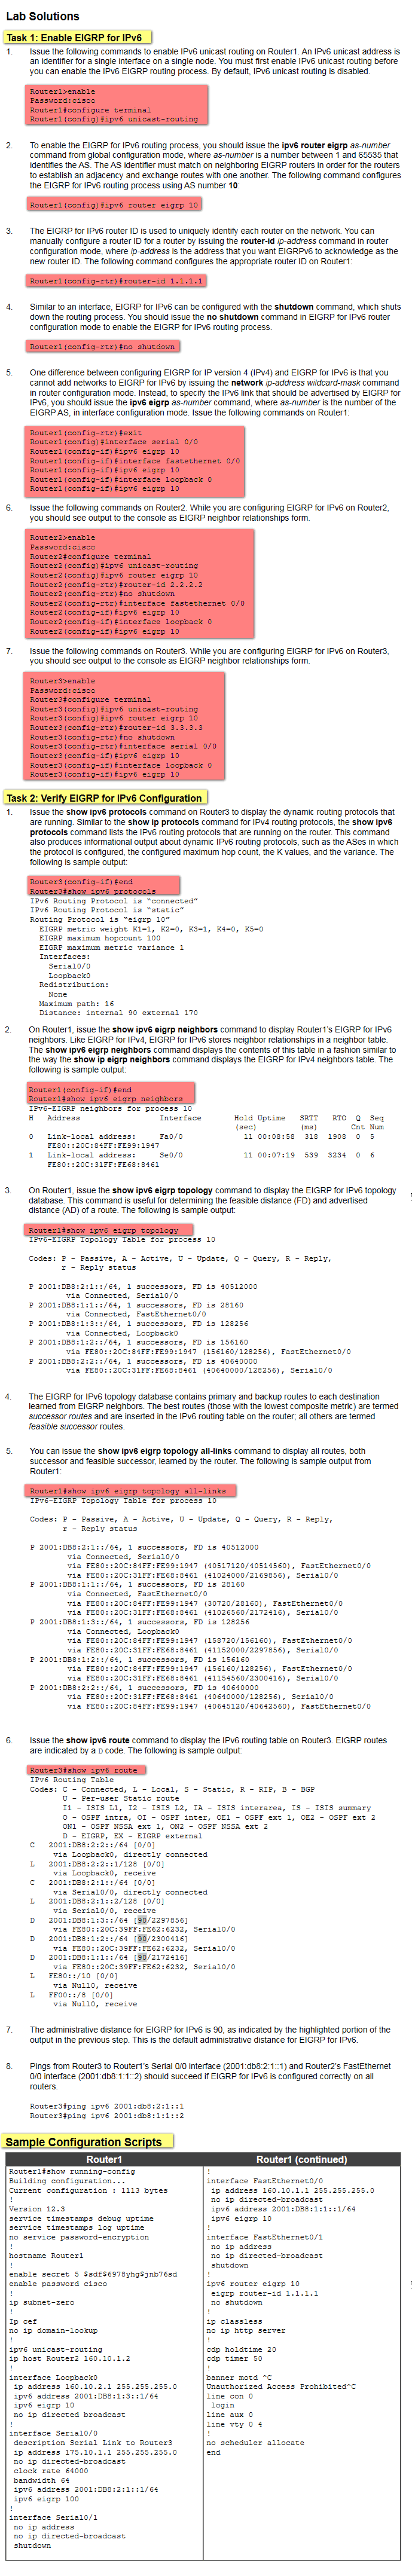 Lab Solutions
Task 1: Enable EIGRP for IPv6
1. Issue the following commands to enable IPv6 unicast routing on Router1. An IPv6 unicast address is
an identifier for a single interface on a single node. You must first enable IPv6 unicast routing before
you can enable the IPv6 EIGRP routing process. By default, IPv6 unicast routing is disabled.
Router1>enable
Password:cisco
Router1#configure terminal
Router1(config)#ipv6 unicast-routing
2. To enable the EIGRP for IPv6 routing process, you should issue the ipv6 router eigrp as-number
command from global configuration mode, where as-number is a number between 1 and 65535 that
identifies the AS. The AS identifier must match on neighboring EIGRP routers in order for the routers
to establish an adjacency and exchange routes with one another. The following command configures
the EIGRP for IPv6 routing process using AS number 10:
Router1(config)#ipv6 router eigrp 10
3. The EIGRP for IPv6 router ID is used to uniquely identify each router on the network. You can
manually configure a router ID for a router by issuing the router-id ip-address command in router
configuration mode, where ip-address is the address that you want EIGRPv6 to acknowledge as the
new router ID. The following command configures the appropriate router ID on Router1:
Router1(config-rtr)#router-id 1.1.1.1
4. Similar to an interface, EIGRP for IPv6 can be configured with the shutdown command, which shuts
down the routing process. You should issue the no shutdown command in EIGRP for IPv6 router
configuration mode to enable the EIGRP for IPv6 routing process.
Router1(config-rtr)#no shutdown
5. One difference between configuring EIGRP for IP version 4 (IPv4) and EIGRP for IPv6 is that you
cannot add networks to EIGRP for IPv6 by issuing the network ip-address wildcard-mask command
in router configuration mode. Instead, to specify the IPv6 link that should be advertised by EIGRP for
IPv6, you should issue the ipv6 eigrp as-number command, where as-number is the number of the
EIGRP AS, in interface configuration mode. Issue the following commands on Router1:
Router1(config-rtr)#exit
Router1(config)#interface serial 0/0
Router1(config-if)#ipv6 eigrp 10
Router1(config-if)#interface fastethernet 0/0
Router1(config-if)#ipv6 eigrp 10
Router1(config-if)#interface loopback 0
Router1(config-if)#ipv6 eigrp 10
6. Issue the following commands on Router2. While you are configuring EIGRP for IPv6 on Router2,
you should see output to the console as EIGRP neighbor relationships form.
Router2>enable
Password:cisco
Router2#configure terminal
Router2(config)#ipv6 unicast-routing
Router2(config)#ipv6 router eigrp 10
Router2(config-rtr)#router-id 2.2.2.2
Router2(config-rtr)#no shutdown
Router2(config-rtr)#interface fastethernet 0/0
Router2(config-if)#ipv6 eigrp 10
Router2(config-if)#interface loopback 0
Router2(config-if)#ipv6 eigrp 10
7. Issue the following commands on Router3. While you are configuring EIGRP for IPv6 on Router3,
you should see output to the console as EIGRP neighbor relationships form.
Router3>enable
Password:cisco
Router3#configure terminal
Router3(config)#ipv6 unicast-routing
Router3(config)#ipv6 router eigrp 10
Router3(config-rtr)#router-id 3.3.3.3
Router3(config-rtr)#no shutdown
Router3(config-rtr)#interface serial 0/0
Router3(config-if)#ipv6 eigrp 10
Router3(config-if)#interface loopback 0
Router3(config-if)#ipv6 eigrp 10
Task 2: Verify EIGRP for IPv6 Configuration
1. Issue the show ipv6 protocols command on Router3 to display the dynamic routing protocols that
are running. Similar to the show ip protocols command for IPv4 routing protocols, the show ipv6
protocols command lists the IPv6 routing protocols that are running on the router. This command
also produces informational output about dynamic IPv6 routing protocols, such as the ASes in which
the protocol is configured, the configured maximum hop count, the K values, and the variance. The
following is sample output:
Router3(config-if)#end
Router3#show ipv6 protocols
IPv6 Routing Protocol is "connected"
IPv6 Routing Protocol is "static"
Routing Protocol is "eigrp 10"
EIGRP metric weight K1=1, K2=0, K3=1, K4=0, K5=0
EIGRP maximum hopcount 100
EIGRP maximum metric variance 1
Interfaces:
Serial0/0
Loopback0
Redistribution:
None
Maximum path: 16
Distance: internal 90 external 170
2. On Router1, issue the show ipv6 eigrp neighbors command to display Router1's EIGRP for IPv6
neighbors. Like EIGRP for IPv4, EIGRP for IPv6 stores neighbor relationships in a neighbor table.
The show ipv6 eigrp neighbors command displays the contents of this table in a fashion similar to
the way the show ip eigrp neighbors command displays the EIGRP for IPv4 neighbors table. The
following is sample output:
Router1(config-if)#end
Router1#show ipv6 eigrp neighbors
IPv6-EIGRP neighbors for process 10
H Address Interface Hold Uptime SRTT RTO Q Seq
(sec) (ms) Cnt Num
0 Link-local address: Fa0/0 11 00:08:58 318 1908 0 5
FE80::20C:84FF:FE99:1947
1 Link-local address: Se0/0 11 00:07:19 539 3234 0 6
FE80::20C:31FF:FE68:8461
3. On Router1, issue the show ipv6 eigrp topology command to display the EIGRP for IPv6 topology
database. This command is useful for determining the feasible distance (FD) and advertised
distance (AD) of a route. The following is sample output:
Router1#show ipv6 eigrp topology
IPv6-EIGRP Topology Table for process 10
Codes: P - Passive, A - Active, U - Update, Q - Query, R - Reply,
r - Reply status
P 2001:DB8:2:1::/64, 1 successors, FD is 40512000
via Connected, Serial0/0
P 2001:DB8:1:1::/64, 1 successors, FD is 28160
via Connected, FastEthernet0/0
P 2001:DB8:1:3::/64, 1 successors, FD is 128256
via Connected, Loopback0
P 2001:DB8:1:2::/64, 1 successors, FD is 156160
via FE80::20C:84FF:FE99:1947 (156160/128256), FastEthernet0/0
P 2001:DB8:2:2::/64, 1 successors, FD is 40640000
via FE80::20C:31FF:FE68:8461 (40640000/128256), Serial0/0
4. The EIGRP for IPv6 topology database contains primary and backup routes to each destination
learned from EIGRP neighbors. The best routes (those with the lowest composite metric) are termed
successor routes and are inserted in the IPv6 routing table on the router; all others are termed
feasible successor routes.
5. You can issue the show ipv6 eigrp topology all-links command to display all routes, both
successor and feasible successor, learned by the router. The following is sample output from
Router1:
Router1#show ipv6 eigrp topology all-links
IPv6-EIGRP Topology Table for process 10
Codes: P - Passive, A - Active, U - Update, Q - Query, R - Reply,
r - Reply status
P 2001:DB8:2:1::/64, 1 successors, FD is 40512000
via Connected, Serial0/0
via FE80::20C:84FF:FE99:1947 (40517120/40514560), FastEthernet0/0
via FE80::20C:31FF:FE68:8461 (41024000/2169856), Serial0/0
P 2001:DB8:1:1::/64, 1 successors, FD is 28160
via Connected, FastEthernet0/0
via FE80::20C:84FF:FE99:1947 (30720/28160), FastEthernet0/0
via FE80::20C:31FF:FE68:8461 (41026560/2172416), Serial0/0
P 2001:DB8:1:3::/64, 1 successors, FD is 128256
via Connected, Loopback0
via FE80::20C:84FF:FE99:1947 (158720/156160), FastEthernet0/0
via FE80::20C:31FF:FE68:8461 (41152000/2297856), Serial0/0
P 2001:DB8:1:2::/64, 1 successors, FD is 156160
via FE80::20C:84FF:FE99:1947 (156160/128256), FastEthernet0/0
via FE80::20C:31FF:FE68:8461 (41154560/2300416), Serial0/0
P 2001:DB8:2:2::/64, 1 successors, FD is 40640000
via FE80::20C:31FF:FE68:8461 (40640000/128256), Serial0/0
via FE80::20C:84FF:FE99:1947 (40645120/40642560), FastEthernet0/0
6. Issue the show ipv6 route command to display the IPv6 routing table on Router3. EIGRP routes
are indicated by a D code. The following is sample output:
Router3#show ipv6 route
IPv6 Routing Table
Codes: C - Connected, L - Local, S - Static, R - RIP, B - BGP
U - Per-user Static route
I1 - ISIS L1, I2 - ISIS L2, IA - ISIS interarea, IS - ISIS summary
O - OSPF intra, OI - OSPF inter, OE1 - OSPF ext 1, OE2 - OSPF ext 2
ON1 - OSPF NSSA ext 1, ON2 - OSPF NSSA ext 2
D - EIGRP, EX - EIGRP external
C 2001:DB8:2:2::/64 [0/0]
via Loopback0, directly connected
L 2001:DB8:2:2::1/128 [0/0]
via Loopback0, receive
C 2001:DB8:2:1::/64 [0/0]
via Serial0/0, directly connected
L 2001:DB8:2:1::2/128 [0/0]
via Serial0/0, receive
D 2001:DB8:1:3::/64 [90/2297856]
via FE80::20C:39FF:FE62:6232, Serial0/0
D 2001:DB8:1:2::/64 [90/2300416]
via FE80::20C:39FF:FE62:6232, Serial0/0
D 2001:DB8:1:1::/64 [90/2172416]
via FE80::20C:39FF:FE62:6232, Serial0/0
L FE80::/10 [0/0]
via Null0, receive
L FF00::/8 [0/0]
via Null0, receive
7. The administrative distance for EIGRP for IPv6 is 90, as indicated by the highlighted portion of the
output in the previous step. This is the default administrative distance for EIGRP for IPv6.
8. Pings from Router3 to Router1's Serial 0/0 interface (2001:db8:2:1::1) and Router2's FastEthernet
0/0 interface (2001:db8:1:1::2) should succeed if EIGRP for IPv6 is configured correctly on all
routers.
Router3#ping ipv6 2001:db8:2:1::1
Router3#ping ipv6 2001:db8:1:1::2
Sample Configuration Scripts
Router1
Router1#show running-config
Building configuration...
Current configuration : 1113 bytes
!
Version 12.3
service timestamps debug uptime
service timestamps log uptime
no service password-encryption
!
hostname Router1
!
enable secret 5 $sdf$6978yhg$jnb76sd
enable password cisco
!
ip subnet-zero
!
Ip cef
no ip domain-lookup
!
ipv6 unicast-routing
ip host Router2 160.10.1.2
!
interface Loopback0
ip address 160.10.2.1 255.255.255.0
ipv6 address 2001:DB8:1:3::1/64
ipv6 eigrp 10
no ip directed broadcast
!
interface Serial0/0
description Serial Link to Router3
ip address 175.10.1.1 255.255.255.0
no ip directed-broadcast
clock rate 64000
bandwidth 64
ipv6 address 2001:DB8:2:1::1/64
ipv6 eigrp 100
!
interface Serial0/1
no ip address
no ip directed-broadcast
shutdown
Router1 (continued)
!
interface FastEthernet0/0
ip address 160.10.1.1 255.255.255.0
no ip directed-broadcast
ipv6 address 2001:DB8:1:1::1/64
ipv6 eigrp 10
!
interface FastEthernet0/1
no ip address
no ip directed-broadcast
shutdown
!
ipv6 router eigrp 10
eigrp router-id 1.1.1.1
no shutdown
!
ip classless
no ip http server
!
cdp holdtime 20
cdp timer 50
!
banner motd ^C
Unauthorized Access Prohibited^C
line con 0
login
line aux 0
line vty 0 4
!
no scheduler allocate
end